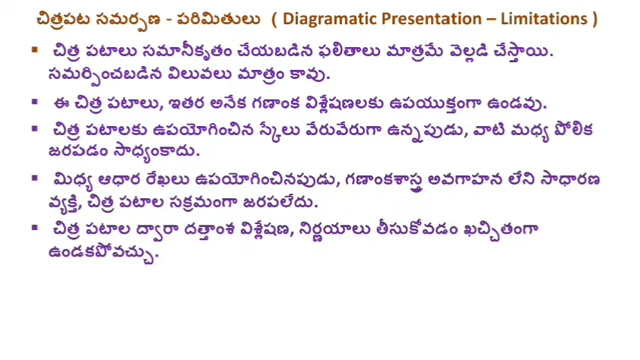 చిత్రపట సమర్పణ - పరిమితులు ( Diagramatic Presentation – Limitations )
▪ చిత్ర పటాలు సమానీకృతం చేయబడిన ఫలితాలు మాత్రమే వెల్లడి చేస్తాయి.
సమర్పించబడిన విలువలు మాత్రం కావు.
▪ ఈ చిత్ర పటాలు, ఇతర అనేక గణాంక విశ్లేషణలకు ఉపయుక్తంగా ఉండవు.
▪ చిత్ర పటాలకు ఉపయోగించిన స్కేలు వేరువేరుగా ఉన్నపుడు, వాటి మధ్య పోలిక
జరపడం సాధ్యంకాదు.
▪ మిధ్య ఆధార రేఖలు ఉపయోగించినపుడు, గణాంకశాస్త్ర అవగాహన లేని సాధారణ
వ్యక్తి, చిత్ర పటాల సక్రమంగా జరపలేదు.
▪ చిత్ర పటాల ద్వారా దత్తాంశ విశ్లేషణ, నిర్ణయాలు తీసుకోవడం ఖచ్చితంగా
ఉండకపోవచ్చు.